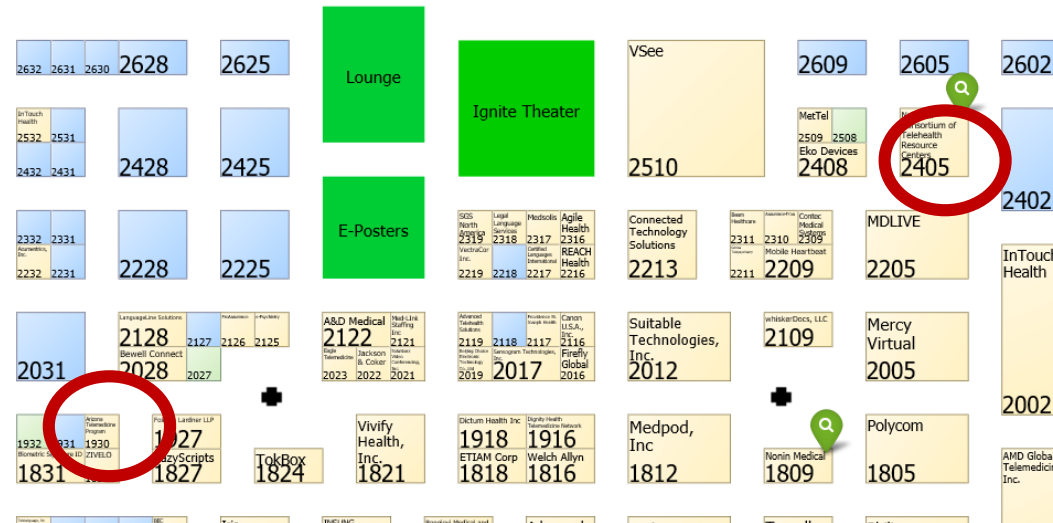 VSee
2632 2631 2630 2628
2625
Lounge
2609
2605
2602
Ignite Theater
InTouch
Health
2532 2531
MetTel
2509 2508
Consortium of
Telehealth
Resource
Centers
Eko Devices
2432 2431
2428
2425
2510
2408
2405
2402
E-Posters
SOS
North
America
2319
Legal
Language
Services
2318
Medsolis
2317
Agile
Health
2316
Connected
Technology
Solutions
2213
Beam
Healthcare
2311
2310
Contec
Medical
Systems
2309
MDLIVE
2205
2332 2331
VectraCor
Inc.
2219
2218
Certified
Languages
International
2217
REACH
Health
2216
2211
Mobile Heartbeat
2209
InTouch
Health
2232 2231
2228
2225
LanguageLine Solutions
2128
2127
2126
2125
A&D Medical
2122
Med-Link
Staffing
Inc
2121
Advanced
Telehealth
Solutions
2119
2118
2117
Canon
U.S.A.,
Inc.
2116
Suitable
Technologies,
Inc.
2012
whiskerDocs, LLC
2109
Mercy
Virtual
2005
2031
Bewell Connect
2028
2027
Eagle
Telemedicine
2023
Jackson
& Coker
2022
2021
2019
Sensogram Technologies,
Inc.
2017
Firefly
Global
2016
2002
1932
1931
Arizona
Telemedicine
Program
1930
Lardner LLP
1927
Vivify
Health,
Inc.
1821
Dictum Health Inc
1918
Dignity Health
Telemedicine Network
1916
Medpod,
Inc
1812
Polycom
1805
ZIVELO
1831
1827
TokBox
1824
ETIAM Corp
1818
Welch Allyn
1816
Nonin Medical
1809
AMD Global
Inc.